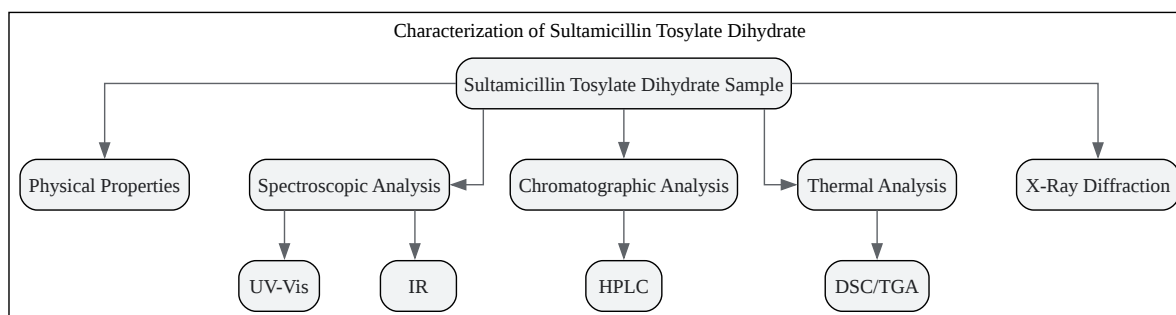 Characterization of Sultamicillin Tosylate Dihydrate
Sultamicillin Tosylate Dihydrate Sample
Physical Properties
Spectroscopic Analysis
Chromatographic Analysis
Thermal Analysis
X-Ray Diffraction
UV-Vis
IR
HPLC
DSC/TGA